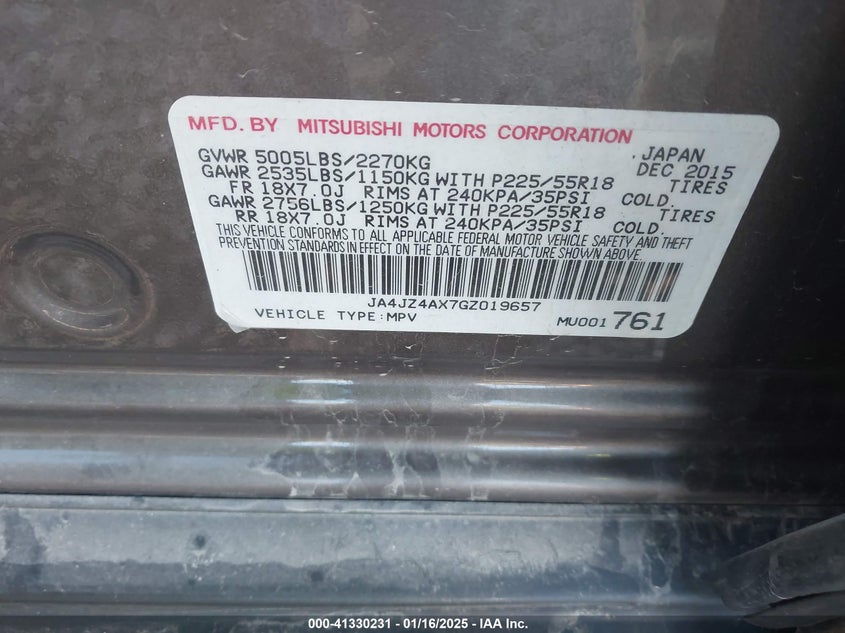 MFD. BY MITSUBISHI MOTORS CORPORATION
GVWR 5005LBS/2270KG JAPAN DEC 2015
GAWR 2535LBS/1150KG WITH P225/55R18 TIRES
FR 18X7.0J RIMS AT 240KPA/35PSI COLD.
GAWR 2756LBS/1250KG WITH P225/55R18 TIRES
RR 18X7.0J RIMS AT 240KPA/35PSI COLD.
THIS VEHICLE CONFORMS TO ALL APPLICABLE FEDERAL MOTOR VEHICLE SAFETY AND THEFT
PREVENTION STANDARDS IN EFFECT ON THE DATE OF MANUFACTURE SHOWN ABOVE.
JA4JZ4AX7GZ019657
VEHICLE TYPE:MPV MU001 761
000-41330231 - 01/16/2025 - © IAA Inc.